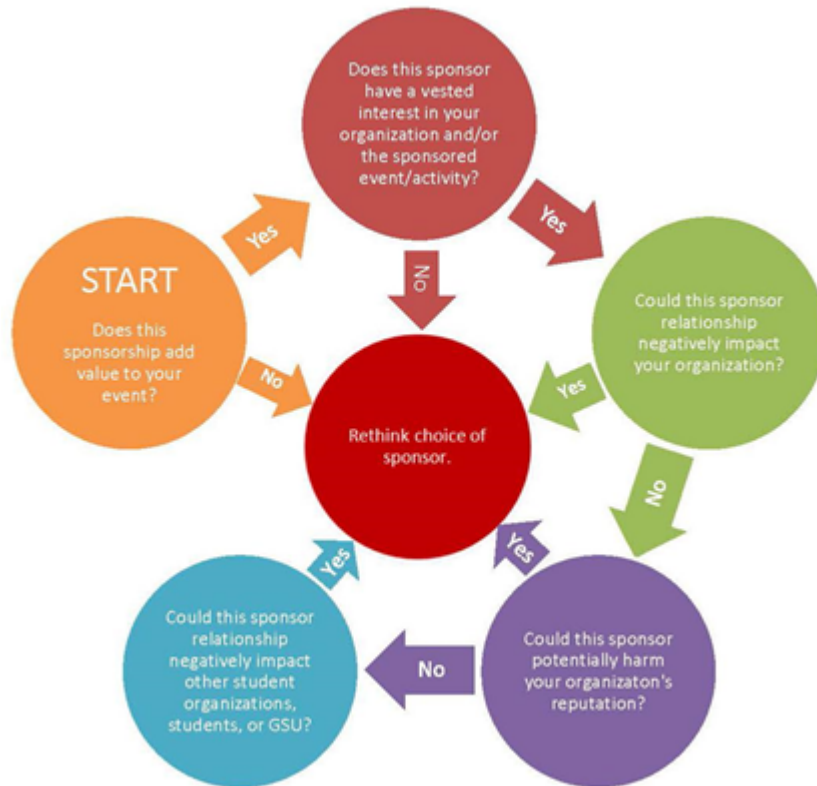 START
Does this
sponsorship add
value to your
event?
Yes
No
Does this sponsor
have a vested
interest in your
organization and/or
the sponsored
event/activity?
Yes
No
Could this sponsor
relationship
negatively impact
your organization?
Yes
No
Could this sponsor
potentially harm
your organizaton's
reputation?
Yes
No
Could this sponsor
relationship
negatively impact
other student
organizations,
students, or GSU?
Yes
Rethink choice of
sponsor.